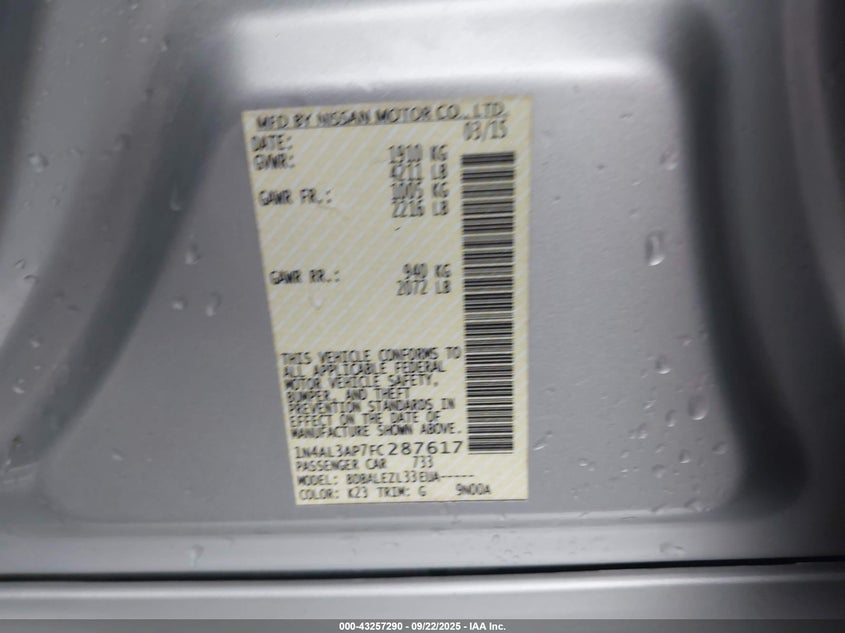 MFD BY NISSAN MOTOR CO., LTD.
DATE: 03/15
GVWR: 1910 KG
4211 LB
GAWR FR.: 1005 KG
2216 LB
GAWR RR.: 940 KG
2072 LB
THIS VEHICLE CONFORMS TO
ALL APPLICABLE FEDERAL
MOTOR VEHICLE SAFETY,
BUMPER, AND THEFT
PREVENTION STANDARDS IN
EFFECT ON THE DATE OF
MANUFACTURE SHOWN ABOVE.
1N4AL3AP7FC287617
PASSENGER CAR 733
MODEL: BDBALEZL33EUA-----
COLOR: K23 TRIM: G 9N00A
000-43257290 - 09/22/2025 - IAA Inc.